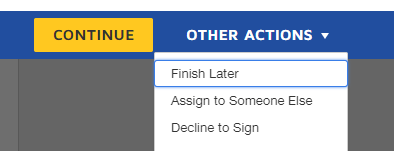 CONTINUE OTHER ACTIONS
Finish Later
Assign to Someone Else
Decline to Sign